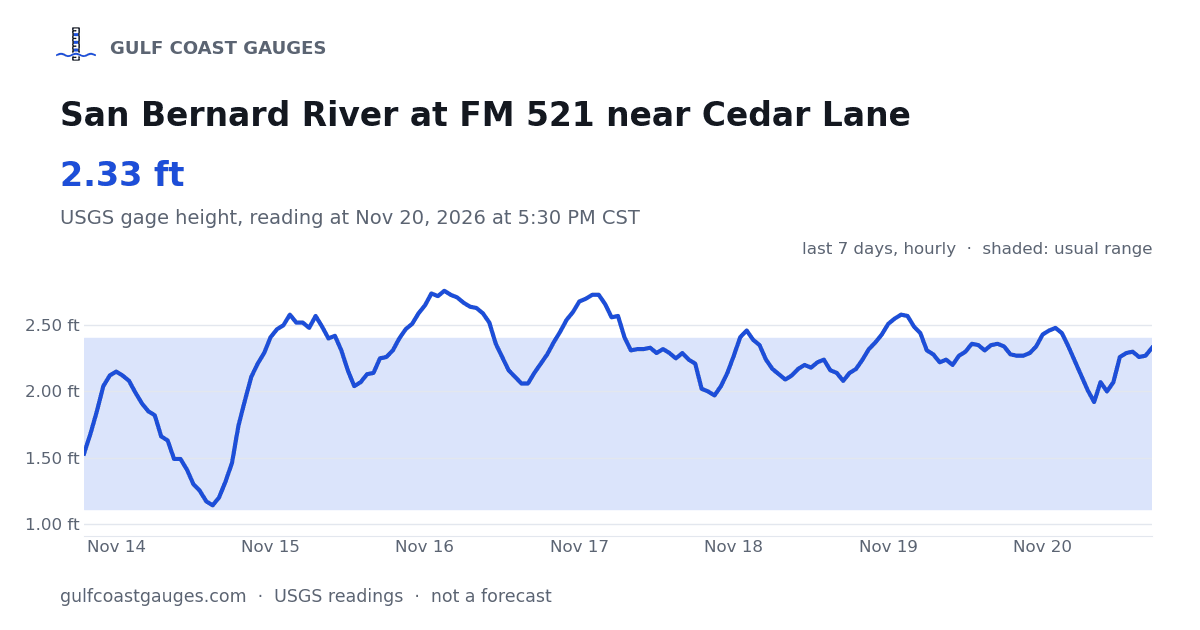 GULF COAST GAUGES
San Bernard River at FM 521 near Cedar Lane
2.33 ft
USGS gage height, reading at Nov 20, 2026 at 5:30 PM CST
last 7 days, hourly · shaded: usual range
2.50 ft
2.00 ft
1.50 ft
1.00 ft
Nov 14 Nov 15 Nov 16 Nov 17 Nov 18 Nov 19 Nov 20
gulfcoastgauges.com · USGS readings · not a forecast